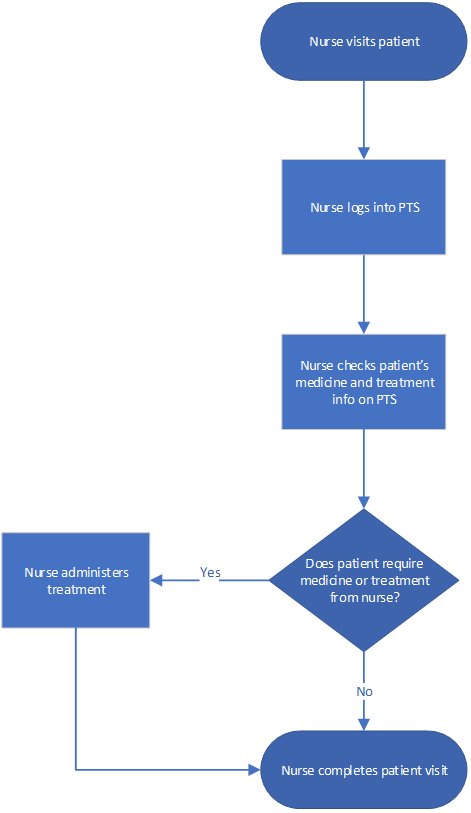 Nurse visits patient
Nurse logs into PTS
Nurse checks patient's
medicine and treatment
info on PTS
Does patient require
medicine or treatment
from nurse?
Yes
Nurse administers
treatment
No
Nurse completes patient visit